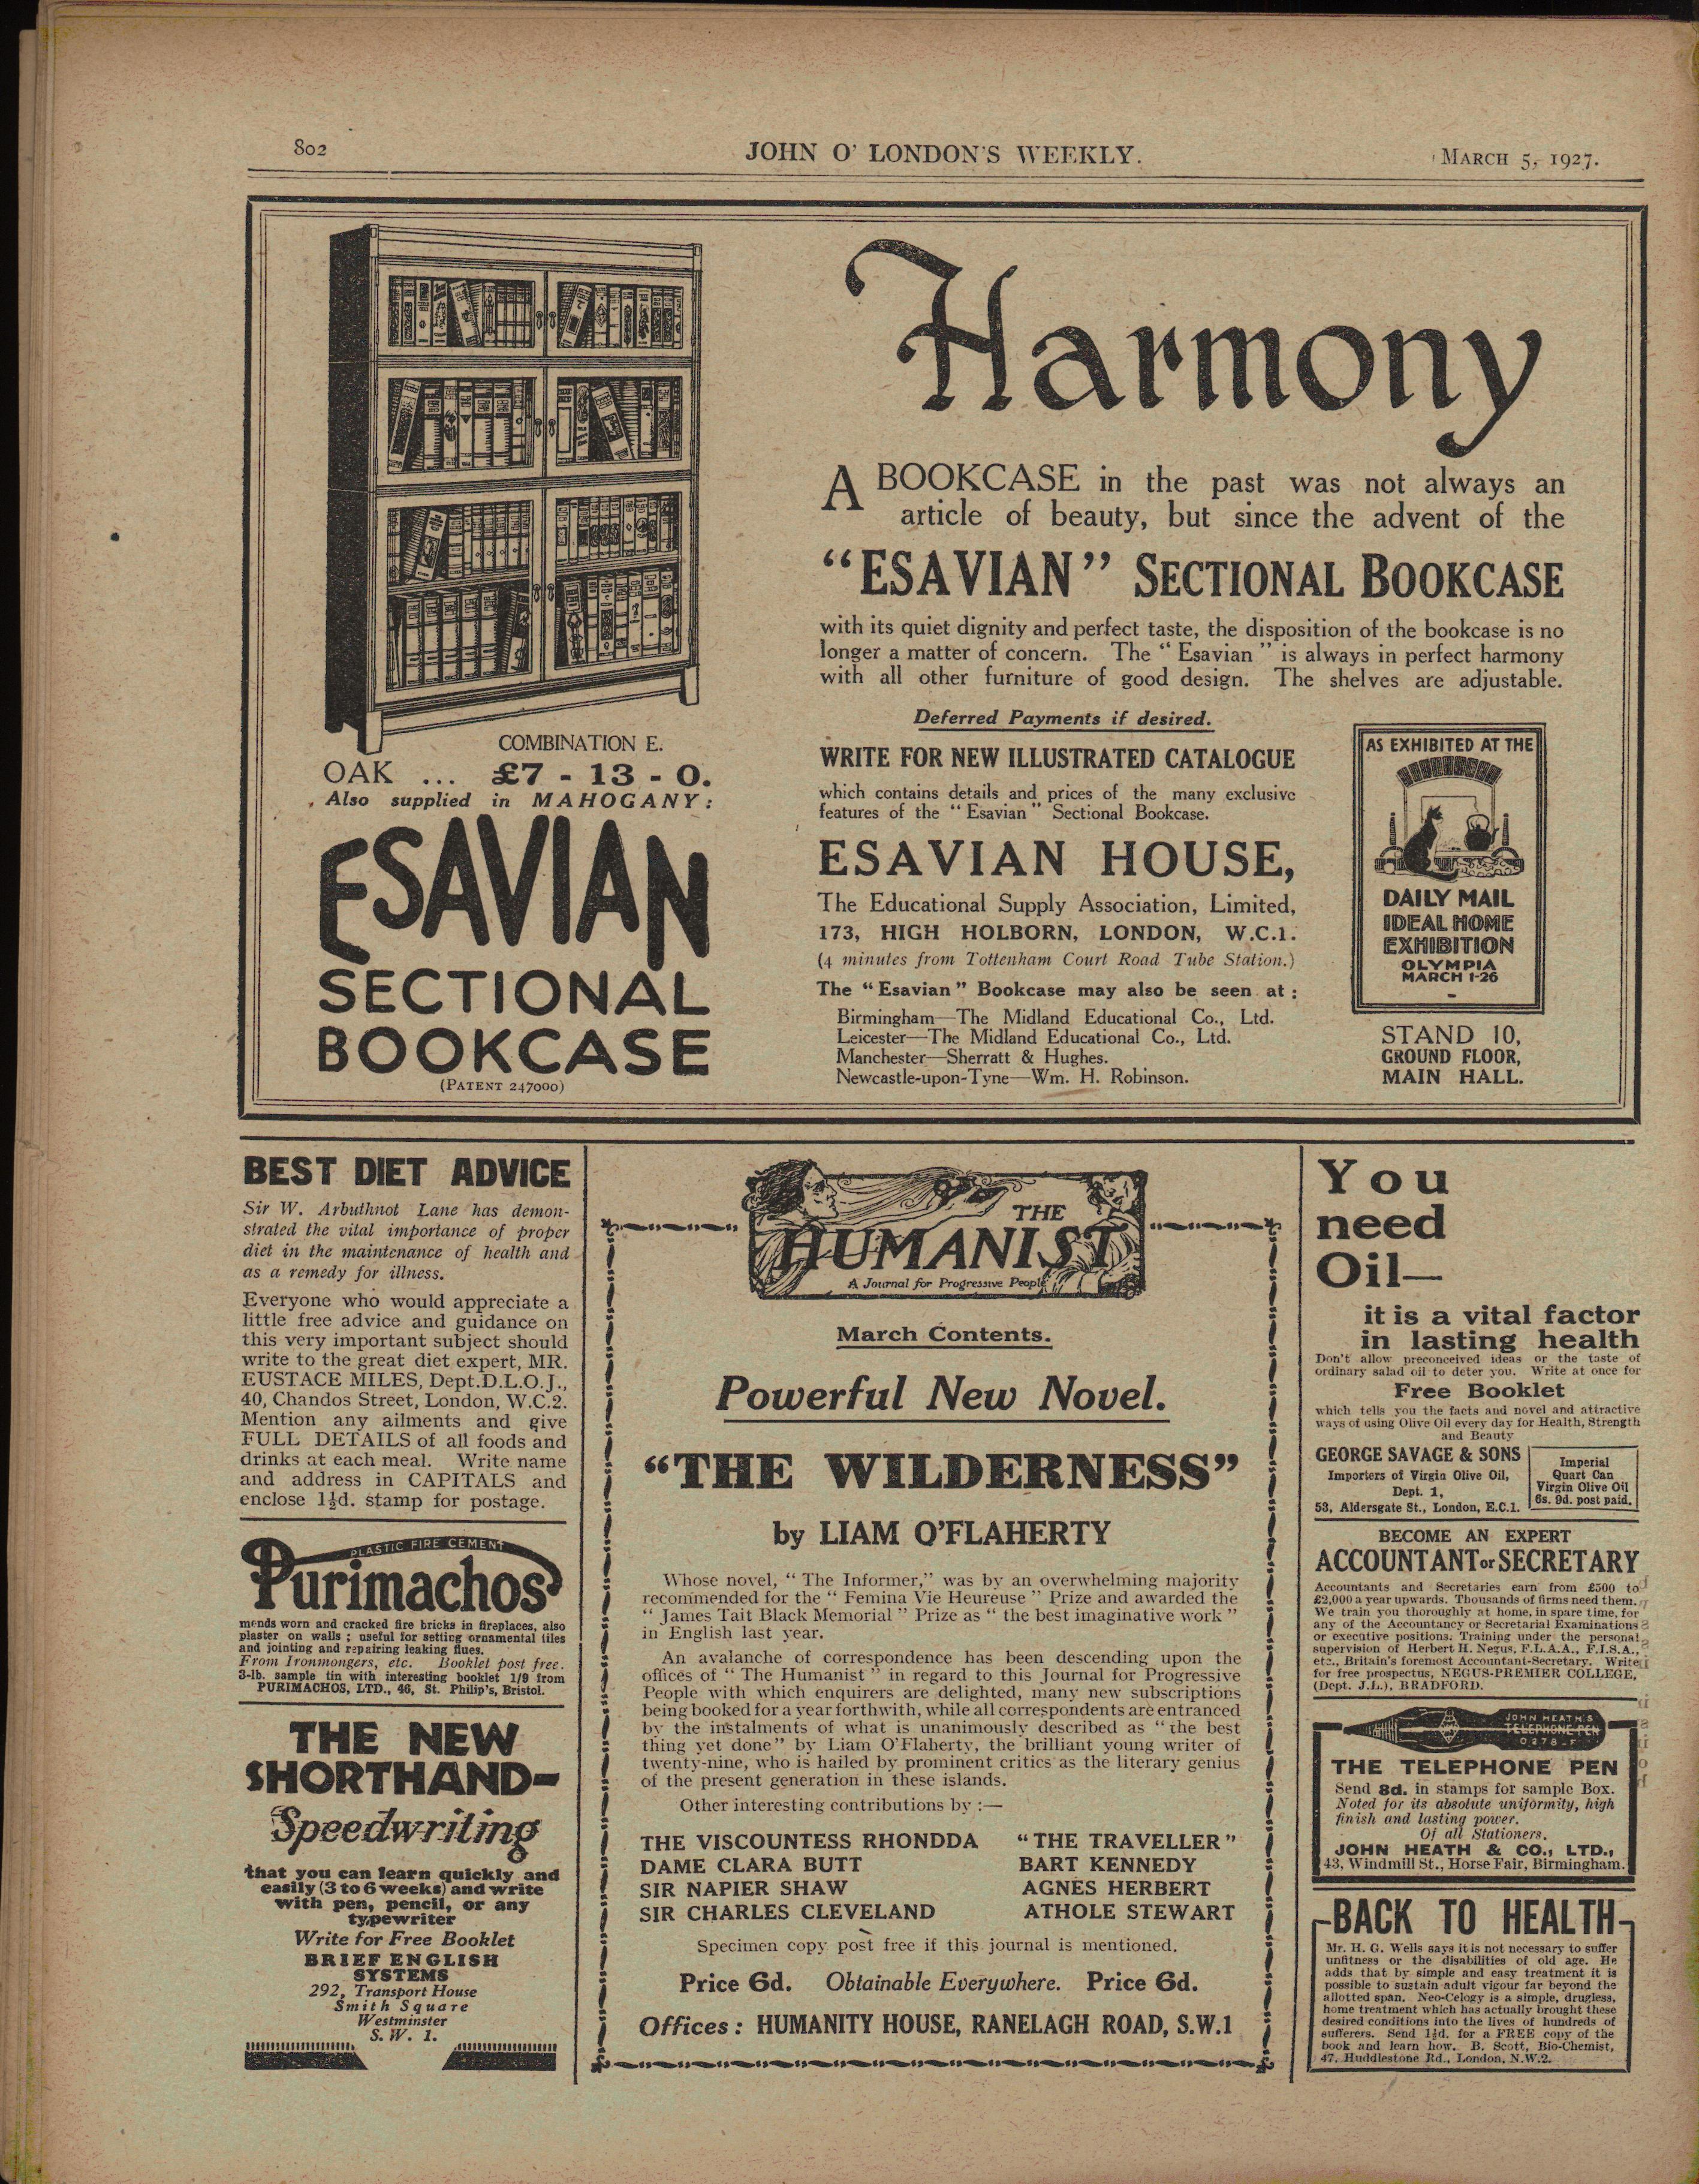 802
JOHN O' LONDON'S WEEKLY.
MARCH 5, 1927.
Harmony
A BOOKCASE in the past was not always an
article of beauty, but since the advent of the
"ESAVIAN" SECTIONAL BOOKCASE
with its quiet dignity and perfect taste, the disposition of the bookcase is no
longer a matter of concern. The "Esavian" is always in perfect harmony
with all other furniture of good design. The shelves are adjustable.
Deferred Payments if desired.
WRITE FOR NEW ILLUSTRATED CATALOGUE
which contains details and prices of the many exclusive
features of the "Esavian" Sectional Bookcase.
ESAVIAN HOUSE,
The Educational Supply Association, Limited,
173, HIGH HOLBORN, LONDON, W.C.1.
(4 minutes from Tottenham Court Road Tube Station.)
The "Esavian" Bookcase may also be seen at :
Birmingham—The Midland Educational Co., Ltd.
Leicester—The Midland Educational Co., Ltd.
Manchester—Sherratt & Hughes.
Newcastle-upon-Tyne—Wm. H. Robinson.
COMBINATION E.
OAK ... £7 - 13 - 0.
Also supplied in MAHOGANY:
ESAVIAN
SECTIONAL
BOOKCASE
(PATENT 247000)
AS EXHIBITED AT THE
DAILY MAIL
IDEAL HOME
EXHIBITION
OLYMPIA
MARCH 1-26
STAND 10,
GROUND FLOOR,
MAIN HALL.
BEST DIET ADVICE
Sir W. Arbuthnot Lane has demon-
strated the vital importance of proper
diet in the maintenance of health and
as a remedy for illness.
Everyone who would appreciate a
little free advice and guidance on
this very important subject should
write to the great diet expert, MR.
EUSTACE MILES, Dept.D.L.O.J.,
40, Chandos Street, London, W.C.2.
Mention any ailments and give
FULL DETAILS of all foods and
drinks at each meal. Write name
and address in CAPITALS and
enclose 1½d. stamp for postage.
PLASTIC FIRE CEMENT
Purimachos
mends worn and cracked fire bricks in fireplaces, also
plaster on walls ; useful for setting ornamental tiles
and jointing and repairing leaking flues.
From Ironmongers, etc. Booklet post free.
3-lb. sample tin with interesting booklet 1/9 from
PURIMACHOS, LTD., 46, St. Philip's, Bristol.
THE NEW
SHORTHAND—
Speedwriting
that you can learn quickly and
easily (3 to 6 weeks) and write
with pen, pencil, or any
typewriter
Write for Free Booklet
BRIEF ENGLISH
SYSTEMS
292, Transport House
Smith Square
Westminster
S.W. 1.
THE
HUMANIST
A Journal for Progressive People
March Contents.
Powerful New Novel.
"THE WILDERNESS"
by LIAM O'FLAHERTY
Whose novel, "The Informer," was by an overwhelming majority
recommended for the "Femina Vie Heureuse" Prize and awarded the
"James Tait Black Memorial" Prize as "the best imaginative work"
in English last year.
An avalanche of correspondence has been descending upon the
offices of "The Humanist" in regard to this Journal for Progressive
People with which enquirers are delighted, many new subscriptions
being booked for a year forthwith, while all correspondents are entranced
by the instalments of what is unanimously described as "the best
thing yet done" by Liam O'Flaherty, the brilliant young writer of
twenty-nine, who is hailed by prominent critics as the literary genius
of the present generation in these islands.
Other interesting contributions by :—
THE VISCOUNTESS RHONDDA "THE TRAVELLER"
DAME CLARA BUTT BART KENNEDY
SIR NAPIER SHAW AGNES HERBERT
SIR CHARLES CLEVELAND ATHOLE STEWART
Specimen copy post free if this journal is mentioned.
Price 6d. Obtainable Everywhere. Price 6d.
Offices : HUMANITY HOUSE, RANELAGH ROAD, S.W.1
You
need
Oil—
it is a vital factor
in lasting health
Don't allow preconceived ideas or the taste of
ordinary salad oil to deter you. Write at once for
Free Booklet
which tells you the facts and novel and attractive
ways of using Olive Oil every day for Health, Strength
and Beauty
GEORGE SAVAGE & SONS
Importers of Virgin Olive Oil,
Dept. 1,
53, Aldersgate St., London, E.C.1.
Imperial
Quart Can
Virgin Olive Oil
6s. 9d. post paid.
BECOME AN EXPERT
ACCOUNTANT or SECRETARY
Accountants and Secretaries earn from £500 to
£2,000 a year upwards. Thousands of firms need them.
We train you thoroughly at home, in spare time, for
any of the Accountancy or Secretarial Examinations
or executive positions. Training under the personal
supervision of Herbert H. Negus, F.L.A.A., F.I.S.A.,
etc., Britain's foremost Accountant-Secretary. Write
for free prospectus, NEGUS-PREMIER COLLEGE,
(Dept. J.L.), BRADFORD.
JOHN HEATH'S
TELEPHONE PEN
0278-F
THE TELEPHONE PEN
Send 8d. in stamps for sample Box.
Noted for its absolute uniformity, high
finish and lasting power.
Of all Stationers.
JOHN HEATH & CO., LTD.,
43, Windmill St., Horse Fair, Birmingham.
BACK TO HEALTH
Mr. H. G. Wells says it is not necessary to suffer
unfitness or the disabilities of old age. He
adds that by simple and easy treatment it is
possible to sustain adult vigour far beyond the
allotted span. Neo-Celogy is a simple, drugless,
home treatment which has actually brought these
desired conditions into the lives of hundreds of
sufferers. Send 1½d. for a FREE copy of the
book and learn how. B. Scott, Bio-Chemist,
47, Huddlestone Rd., London, N.W.2.